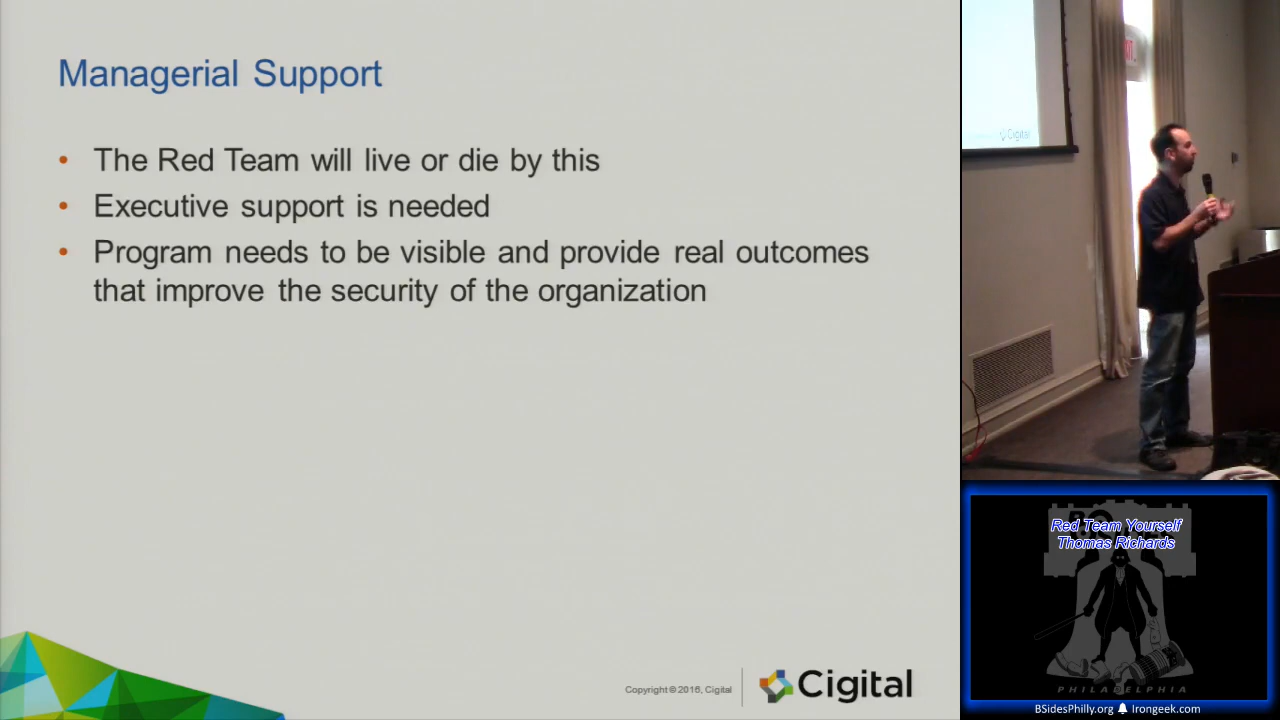 Managerial Support
• The Red Team will live or die by this
• Executive support is needed
• Program needs to be visible and provide real outcomes
that improve the security of the organization
Copyright © 2016, Cigital
Cigital
Cigital
Red Team Yourself
Thomas Richards
PHILADELPHIA
BSidesPhilly.org
Irongeek.com